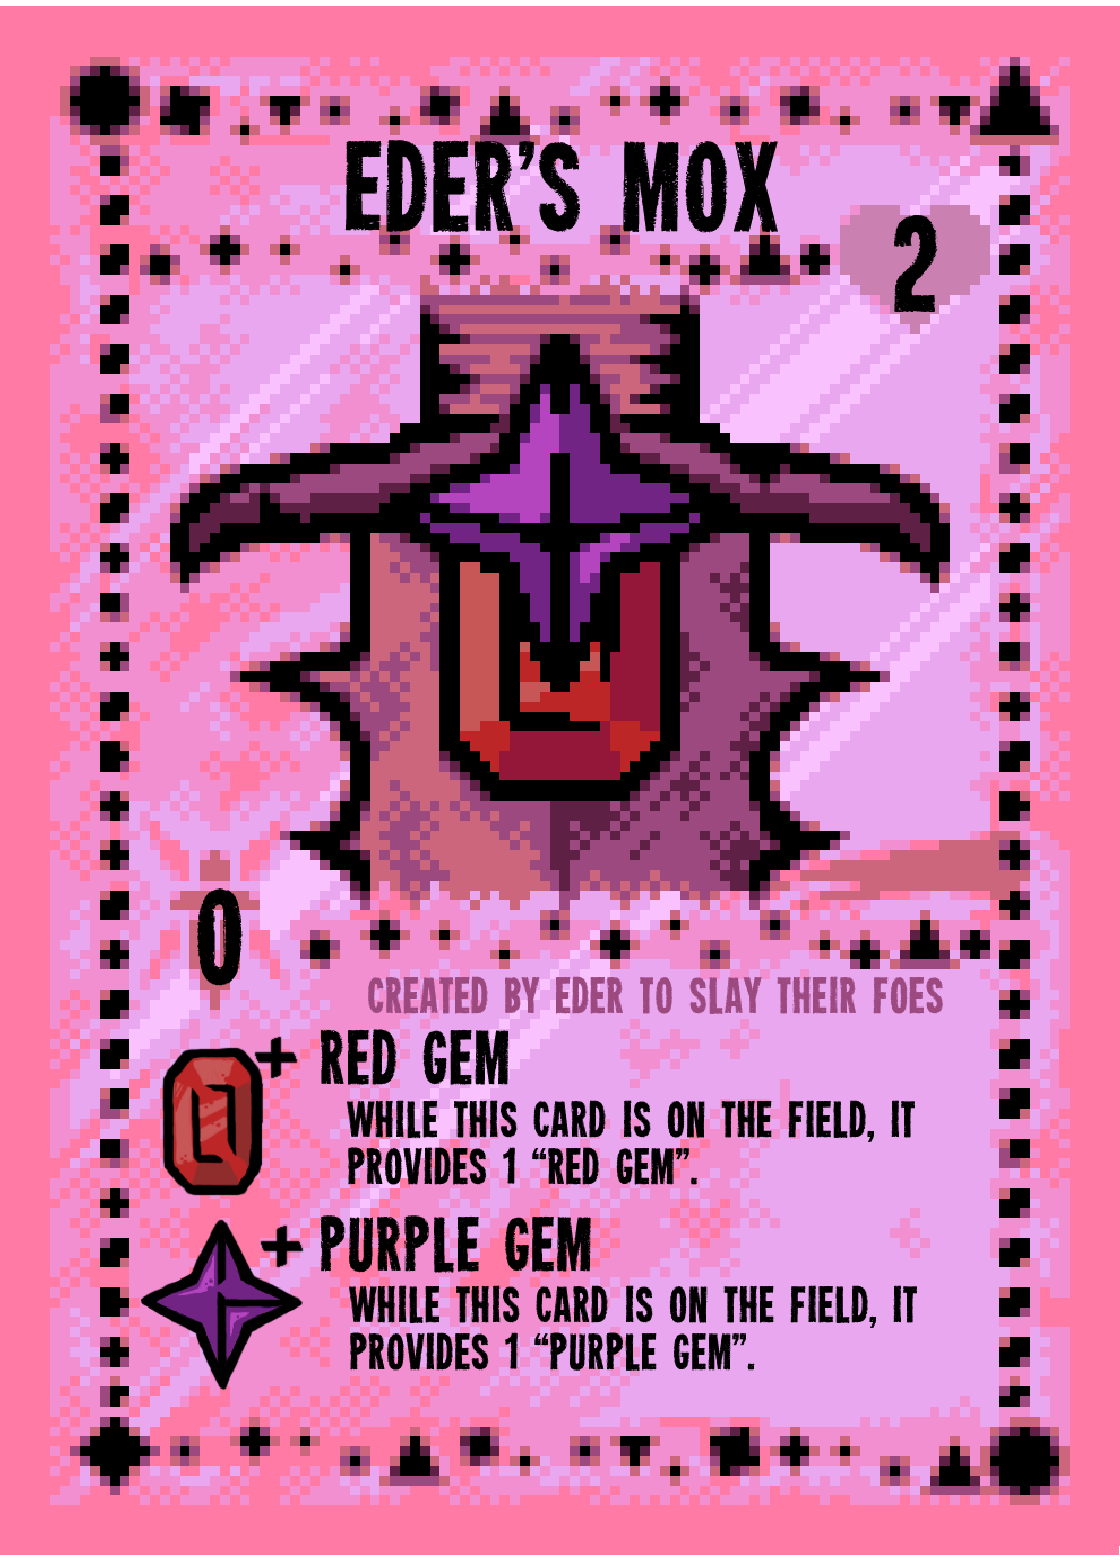 EDER'S MOX
2
0
CREATED BY EDER TO SLAY THEIR FOES
RED GEM
WHILE THIS CARD IS ON THE FIELD, IT
PROVIDES 1 “RED GEM”.
PURPLE GEM
WHILE THIS CARD IS ON THE FIELD, IT
PROVIDES 1 “PURPLE GEM”.